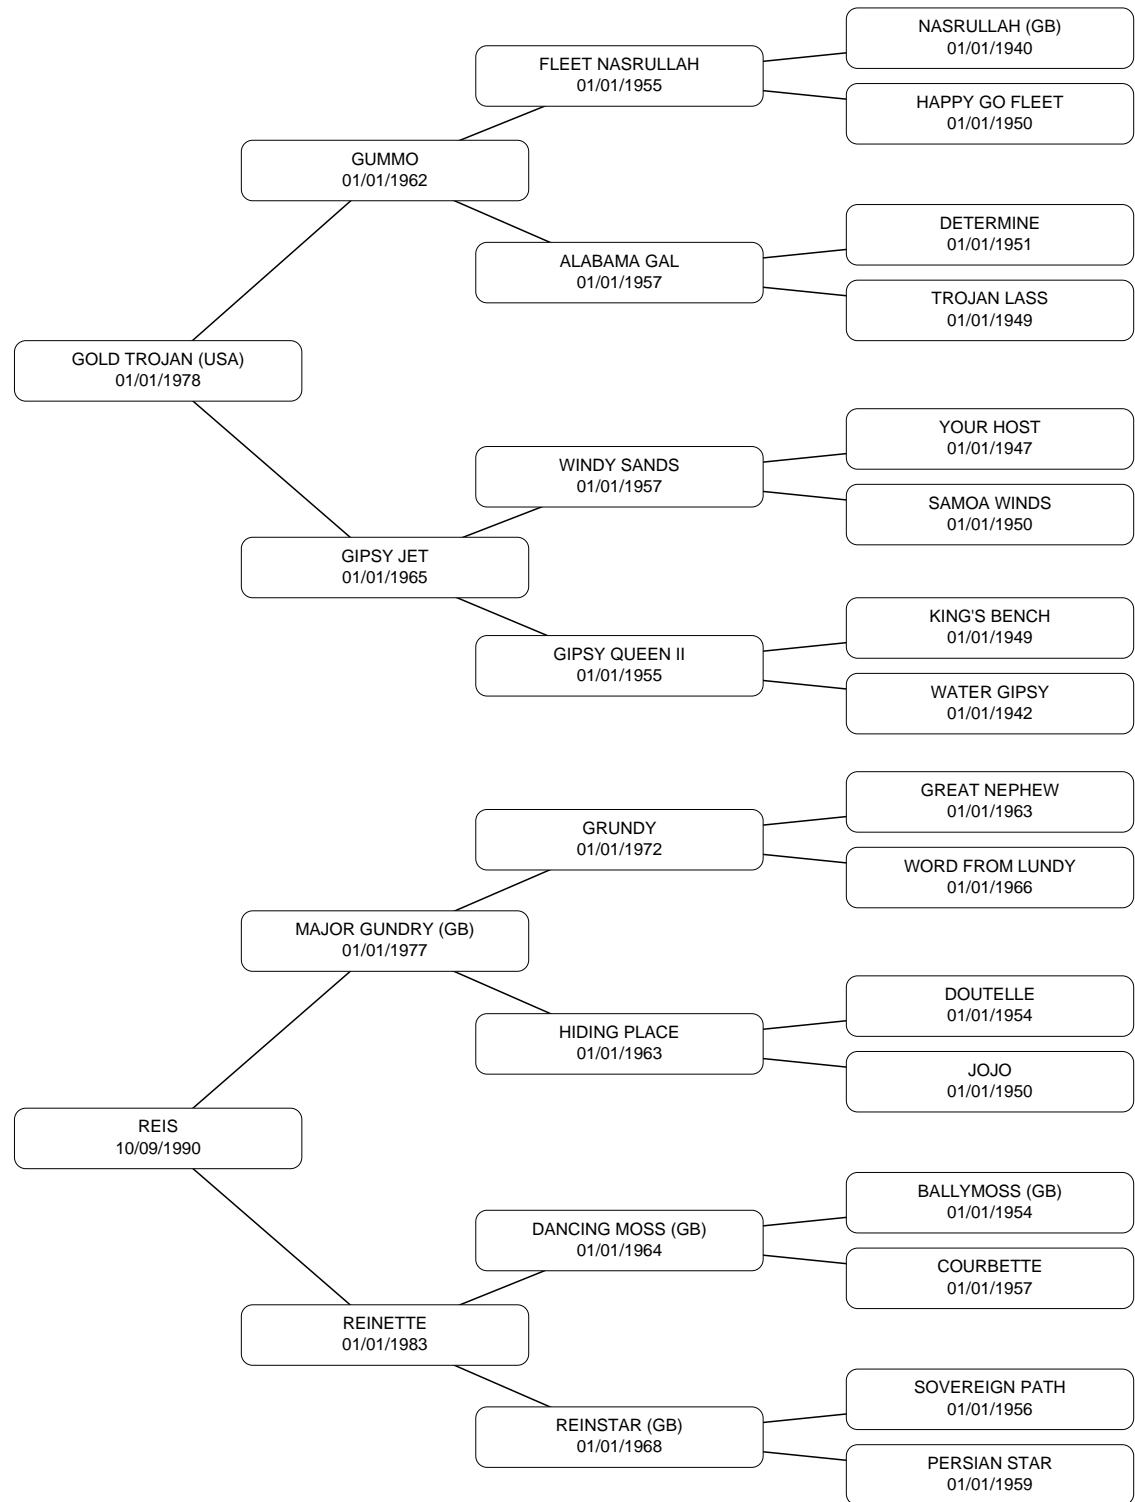 NASRULLAH (GB)
01/01/1940
FLEET NASRULLAH
01/01/1955
HAPPY GO FLEET
01/01/1950
GUMMO
01/01/1962
DETERMINE
01/01/1951
ALABAMA GAL
01/01/1957
TROJAN LASS
01/01/1949
GOLD TROJAN (USA)
01/01/1978
YOUR HOST
01/01/1947
WINDY SANDS
01/01/1957
SAMOA WINDS
01/01/1950
GIPSY JET
01/01/1965
KING'S BENCH
01/01/1949
GIPSY QUEEN II
01/01/1955
WATER GIPSY
01/01/1942
GREAT NEPHEW
01/01/1963
GRUNDY
01/01/1972
WORD FROM LUNDY
01/01/1966
MAJOR GUNDRY (GB)
01/01/1977
DOUTELLE
01/01/1954
HIDING PLACE
01/01/1963
JOJO
01/01/1950
REIS
10/09/1990
BALLYMOSS (GB)
01/01/1954
DANCING MOSS (GB)
01/01/1964
COURBETTE
01/01/1957
REINETTE
01/01/1983
SOVEREIGN PATH
01/01/1956
REINSTAR (GB)
01/01/1968
PERSIAN STAR
01/01/1959